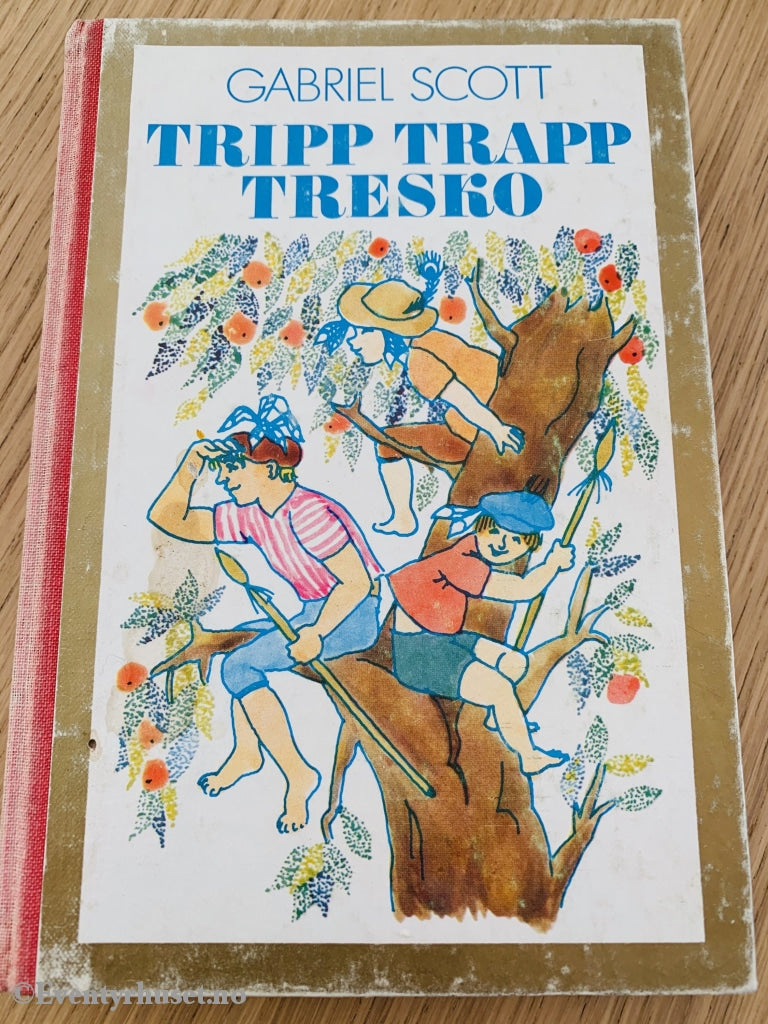 GABRIEL SCOTT
TRIPP TRAPP
TRESKO
©Eventyrhuset.no